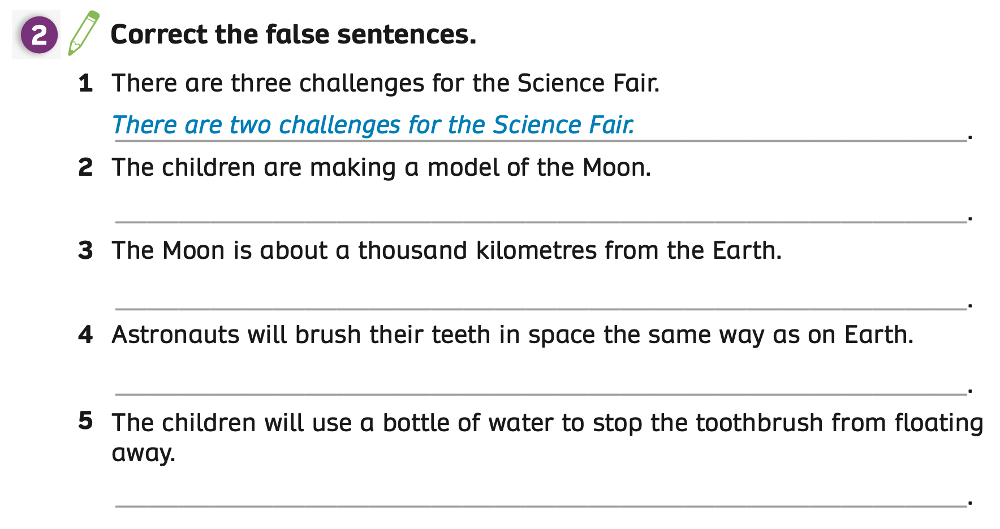 2 Correct the false sentences.
1 There are three challenges for the Science Fair.
There are two challenges for the Science Fair.
.
2 The children are making a model of the Moon.
.
3 The Moon is about a thousand kilometres from the Earth.
.
4 Astronauts will brush their teeth in space the same way as on Earth.
.
5 The children will use a bottle of water to stop the toothbrush from floating
away.
.